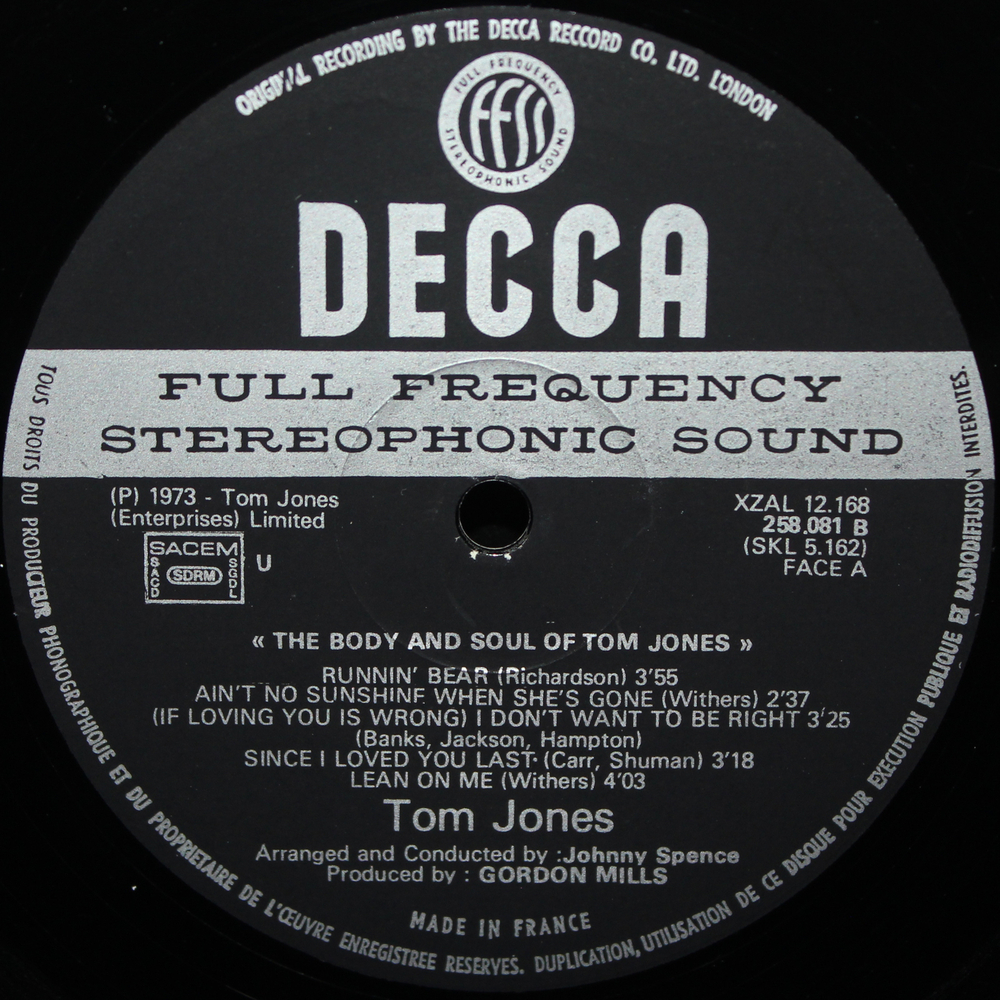 ORIGINAL RECORDING BY THE DECCA RECCORD CO. LTD. LONDON
FULL FREQUENCY
ffss
STEREOPHONIC SOUND
DECCA
FULL FREQUENCY
STEREOPHONIC SOUND
(P) 1973 - Tom Jones
(Enterprises) Limited
SACEM
SACD
SDRM
SGDL
U
XZAL 12.168
258.081 B
(SKL 5.162)
FACE A
« THE BODY AND SOUL OF TOM JONES »
RUNNIN' BEAR (Richardson) 3'55
AIN'T NO SUNSHINE WHEN SHE'S GONE (Withers) 2'37
(IF LOVING YOU IS WRONG) I DON'T WANT TO BE RIGHT 3'25
(Banks, Jackson, Hampton)
SINCE I LOVED YOU LAST (Carr, Shuman) 3'18
LEAN ON ME (Withers) 4'03
Tom Jones
Arranged and Conducted by :Johnny Spence
Produced by : GORDON MILLS
MADE IN FRANCE
TOUS DROITS DU PRODUCTEUR PHONOGRAPHIQUE ET DU PROPRIETAIRE DE L'ŒUVRE ENREGISTREE RESERVES. DUPLICATION, UTILISATION DE CE DISQUE POUR EXECUTION PUBLIQUE ET RADIODIFFUSION INTERDITES.